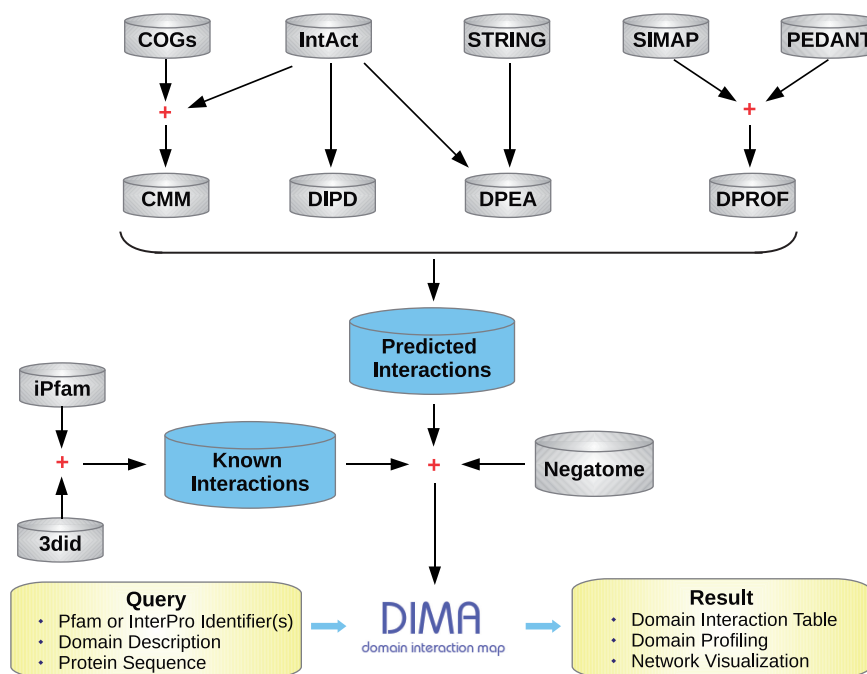 COGs
IntAct
STRING
SIMAP
PEDANT
+
+
CMM
DIPD
DPEA
DPROF
Predicted
Interactions
iPfam
+
Known
Interactions
+
Negatome
3did
Query
• Pfam or InterPro Identifier(s)
• Domain Description
• Protein Sequence
DIMA
domain interaction map
Result
• Domain Interaction Table
• Domain Profiling
• Network Visualization